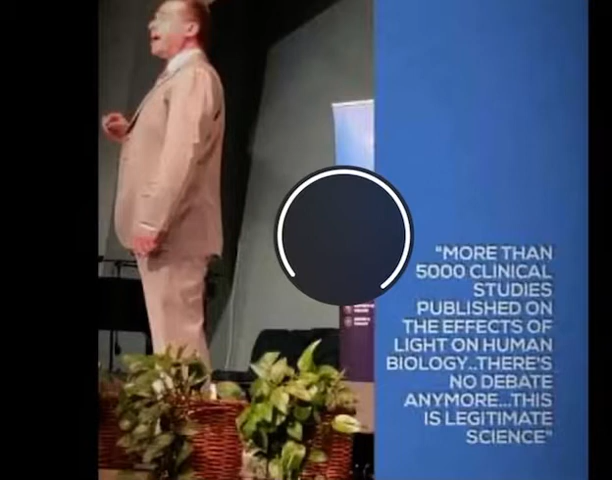 "MORE THAN
5000 CLINICAL
STUDIES
PUBLISHED ON
THE EFFECTS OF
LIGHT ON HUMAN
BIOLOGY..THERE'S
NO DEBATE
ANYMORE...THIS
IS LEGITIMATE
SCIENCE"